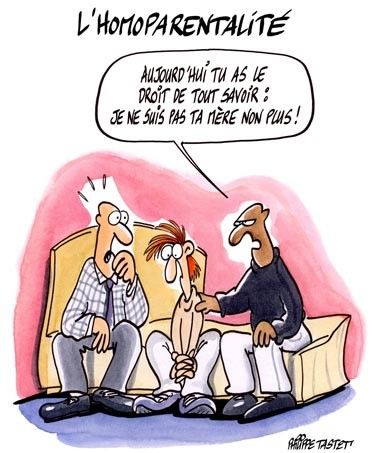 L'HOMOPARENTALITÉ
AUJOURD'HUI TU AS LE
DROIT DE TOUT SAVOIR :
JE NE SUIS PAS TA MÈRE NON PLUS !
PHILIPPE TASTET